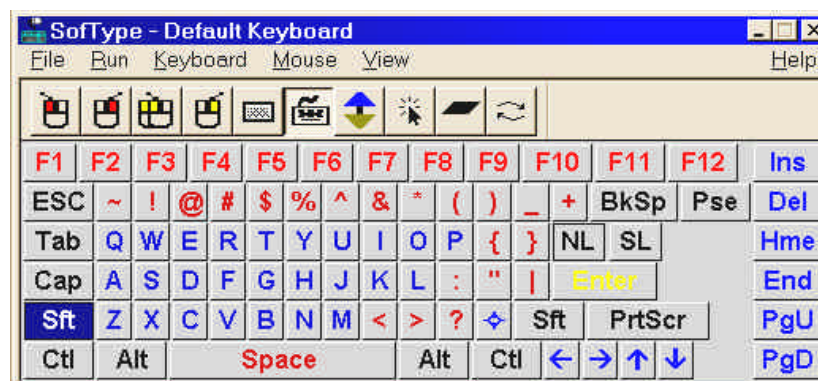 SofType - Default Keyboard
File Run Keyboard Mouse View Help
F1 F2 F3 F4 F5 F6 F7 F8 F9 F10 F11 F12 Ins
ESC ~ ! @ # $ % ^ & * ( ) _ + BkSp Pse Del
Tab Q W E R T Y U I O P { } NL SL Hme
Cap A S D F G H J K L : " | Enter End
Sft Z X C V B N M < > ? Sft PrtScr PgU
Ctl Alt Space Alt Ctl ← → ↑ ↓ PgD